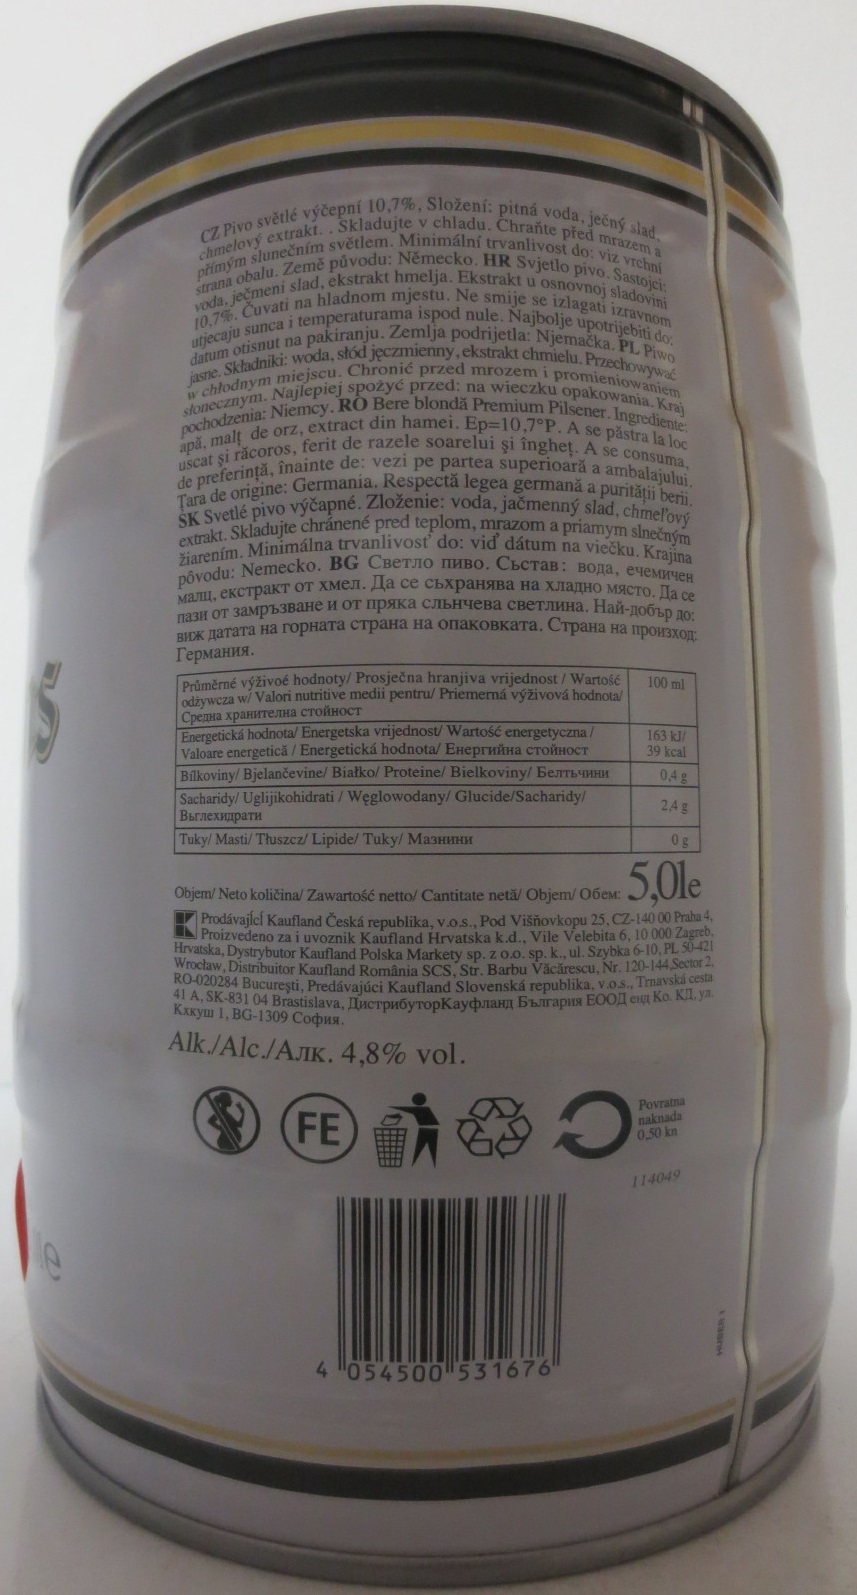 CZ Pivo světlé výčepní 10,7%, Složení: pitná voda, ječný slad,
chmelový extrakt. . Skladujte v chladu. Chraňte před mrazem a
přímým slunečním světlem. Minimální trvanlivost do: viz vrchní
strana obalu. Země původu: Německo. HR Svjetlo pivo. Sastojci:
voda, ječmeni slad, ekstrakt hmelja. Ekstrakt u osnovnoj sladovini
10,7%. Čuvati na hladnom mjestu. Ne smije se izlagati izravnom
utjecaju sunca i temperaturama ispod nule. Najbolje upotrijebiti do:
datum otisnut na pakiranju. Zemlja podrijetla: Njemačka. PL Piwo
jasne. Składniki: woda, słód jęczmienny, ekstrakt chmielu. Przechowywać
w chłodnym miejscu. Chronić przed mrozem i promieniowaniem
słonecznym. Najlepiej spożyć przed: na wieczku opakowania. Kraj
pochodzenia: Niemcy. RO Bere blondă Premium Pilsener. Ingrediente:
apă, malţ de orz, extract din hamei. Ep=10,7°P. A se păstra la loc
uscat şi răcoros, ferit de razele soarelui şi îngheţ. A se consuma,
de preferinţă, înainte de: vezi pe partea superioară a ambalajului.
Ţara de origine: Germania. Respectă legea germană a purităţii berii.
SK Svetlé pivo výčapné. Zloženie: voda, jačmenný slad, chmeľový
extrakt. Skladujte chránené pred teplom, mrazom a priamym slnečným
žiarením. Minimálna trvanlivosť do: viď dátum na viečku. Krajina
pôvodu: Nemecko. BG Светло пиво. Състав: вода, ечемичен
малц, екстракт от хмел. Да се съхранява на хладно място. Да се
пази от замръзване и от пряка слънчева светлина. Най-добър до:
виж датата на горната страна на опаковката. Страна на произход:
Германия.
Průměrné výživoé hodnoty/ Prosječna hranjiva vrijednost / Wartość
odżywcza w/ Valori nutritive medii pentru/ Priemerná výživová hodnota/
Средна хранителна стойност
100 ml
Energetická hodnota/ Energetska vrijednost/ Wartość energetyczna /
Valoare energetică / Energetická hodnota/ Енергийна стойност
163 kJ/
39 kcal
Bílkoviny/ Bjelančevine/ Białko/ Proteine/ Bielkoviny/ Белтъчини
0,4 g
Sacharidy/ Uglijikohidrati / Węglowodany/ Glucide/Sacharidy/
Въглехидрати
2,4 g
Tuky/ Masti/ Tłuszcz/ Lipide/ Tuky/ Мазнини
0 g
Objem/ Neto količina/ Zawartość netto/ Cantitate netă/ Objem/ Обем: 5,0le
K Prodávající Kaufland Česká republika, v.o.s., Pod Višňovkopu 25, CZ-140 00 Praha 4,
Proizvedeno za i uvoznik Kaufland Hrvatska k.d., Vile Velebita 6, 10 000 Zagreb,
Hrvatska, Dystrybutor Kaufland Polska Markety sp. z o.o. sp. k., ul. Szybka 6-10, PL 50-421
Wrocław, Distribuitor Kaufland România SCS, Str. Barbu Văcărescu, Nr. 120-144,Sector 2,
RO-020284 Bucureşti, Predávajúci Kaufland Slovenská republika, v.o.s., Trnavská cesta
41 A, SK-831 04 Brastislava, ДистрибуторКауфланд България ЕООД енд Ко. КД, ул.
Кхкуш 1, BG-1309 София.
Alk./Alc./Алк. 4,8% vol.
FE
Povratna
naknada
0,50 kn
114049
4 054500 531676
HUBER 1
s